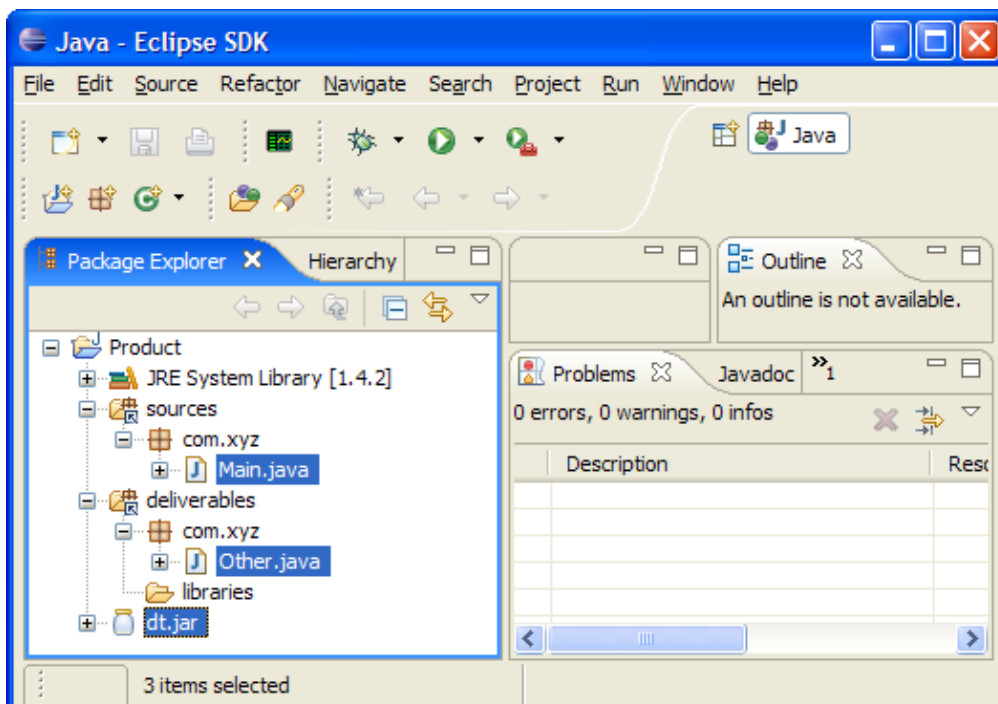 Java - Eclipse SDK
File Edit Source Refactor Navigate Search Project Run Window Help
Java
Package Explorer Hierarchy
Product
JRE System Library [1.4.2]
sources
com.xyz
Main.java
deliverables
com.xyz
Other.java
libraries
dt.jar
Outline
An outline is not available.
Problems Javadoc »1
0 errors, 0 warnings, 0 infos
Description Reso
3 items selected